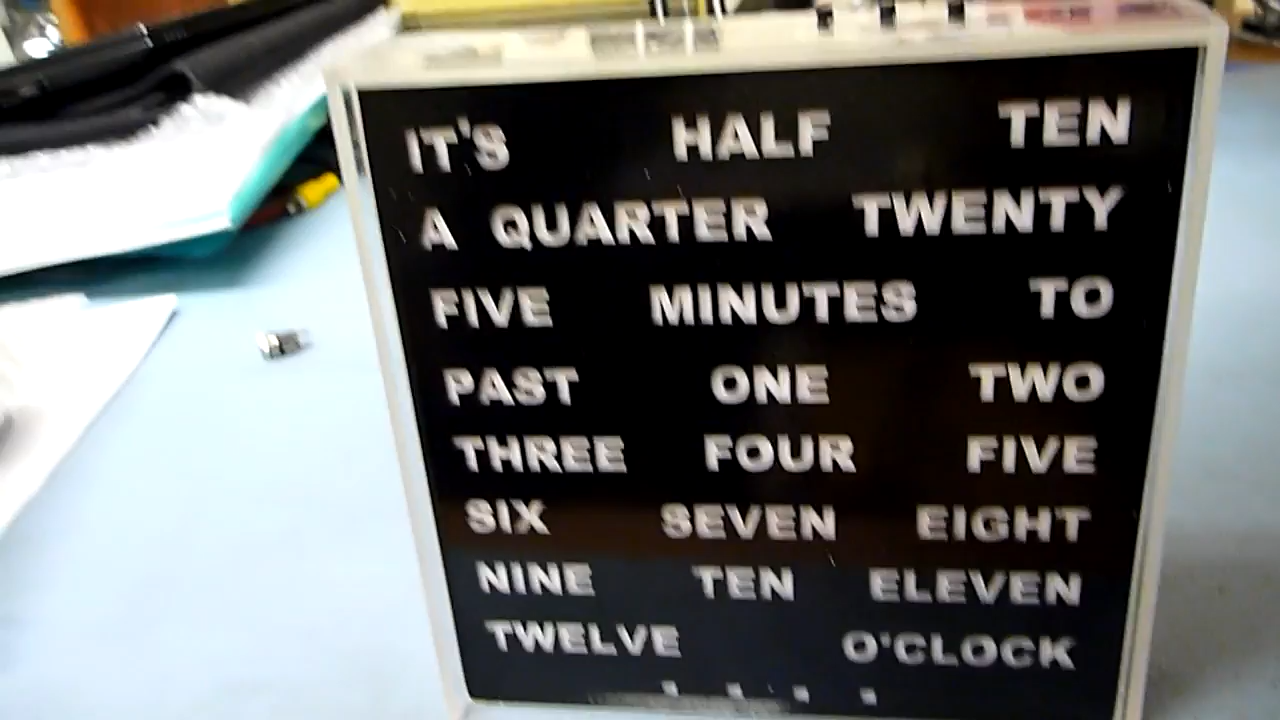 IT'S HALF TEN
A QUARTER TWENTY
FIVE MINUTES TO
PAST ONE TWO
THREE FOUR FIVE
SIX SEVEN EIGHT
NINE TEN ELEVEN
TWELVE O'CLOCK